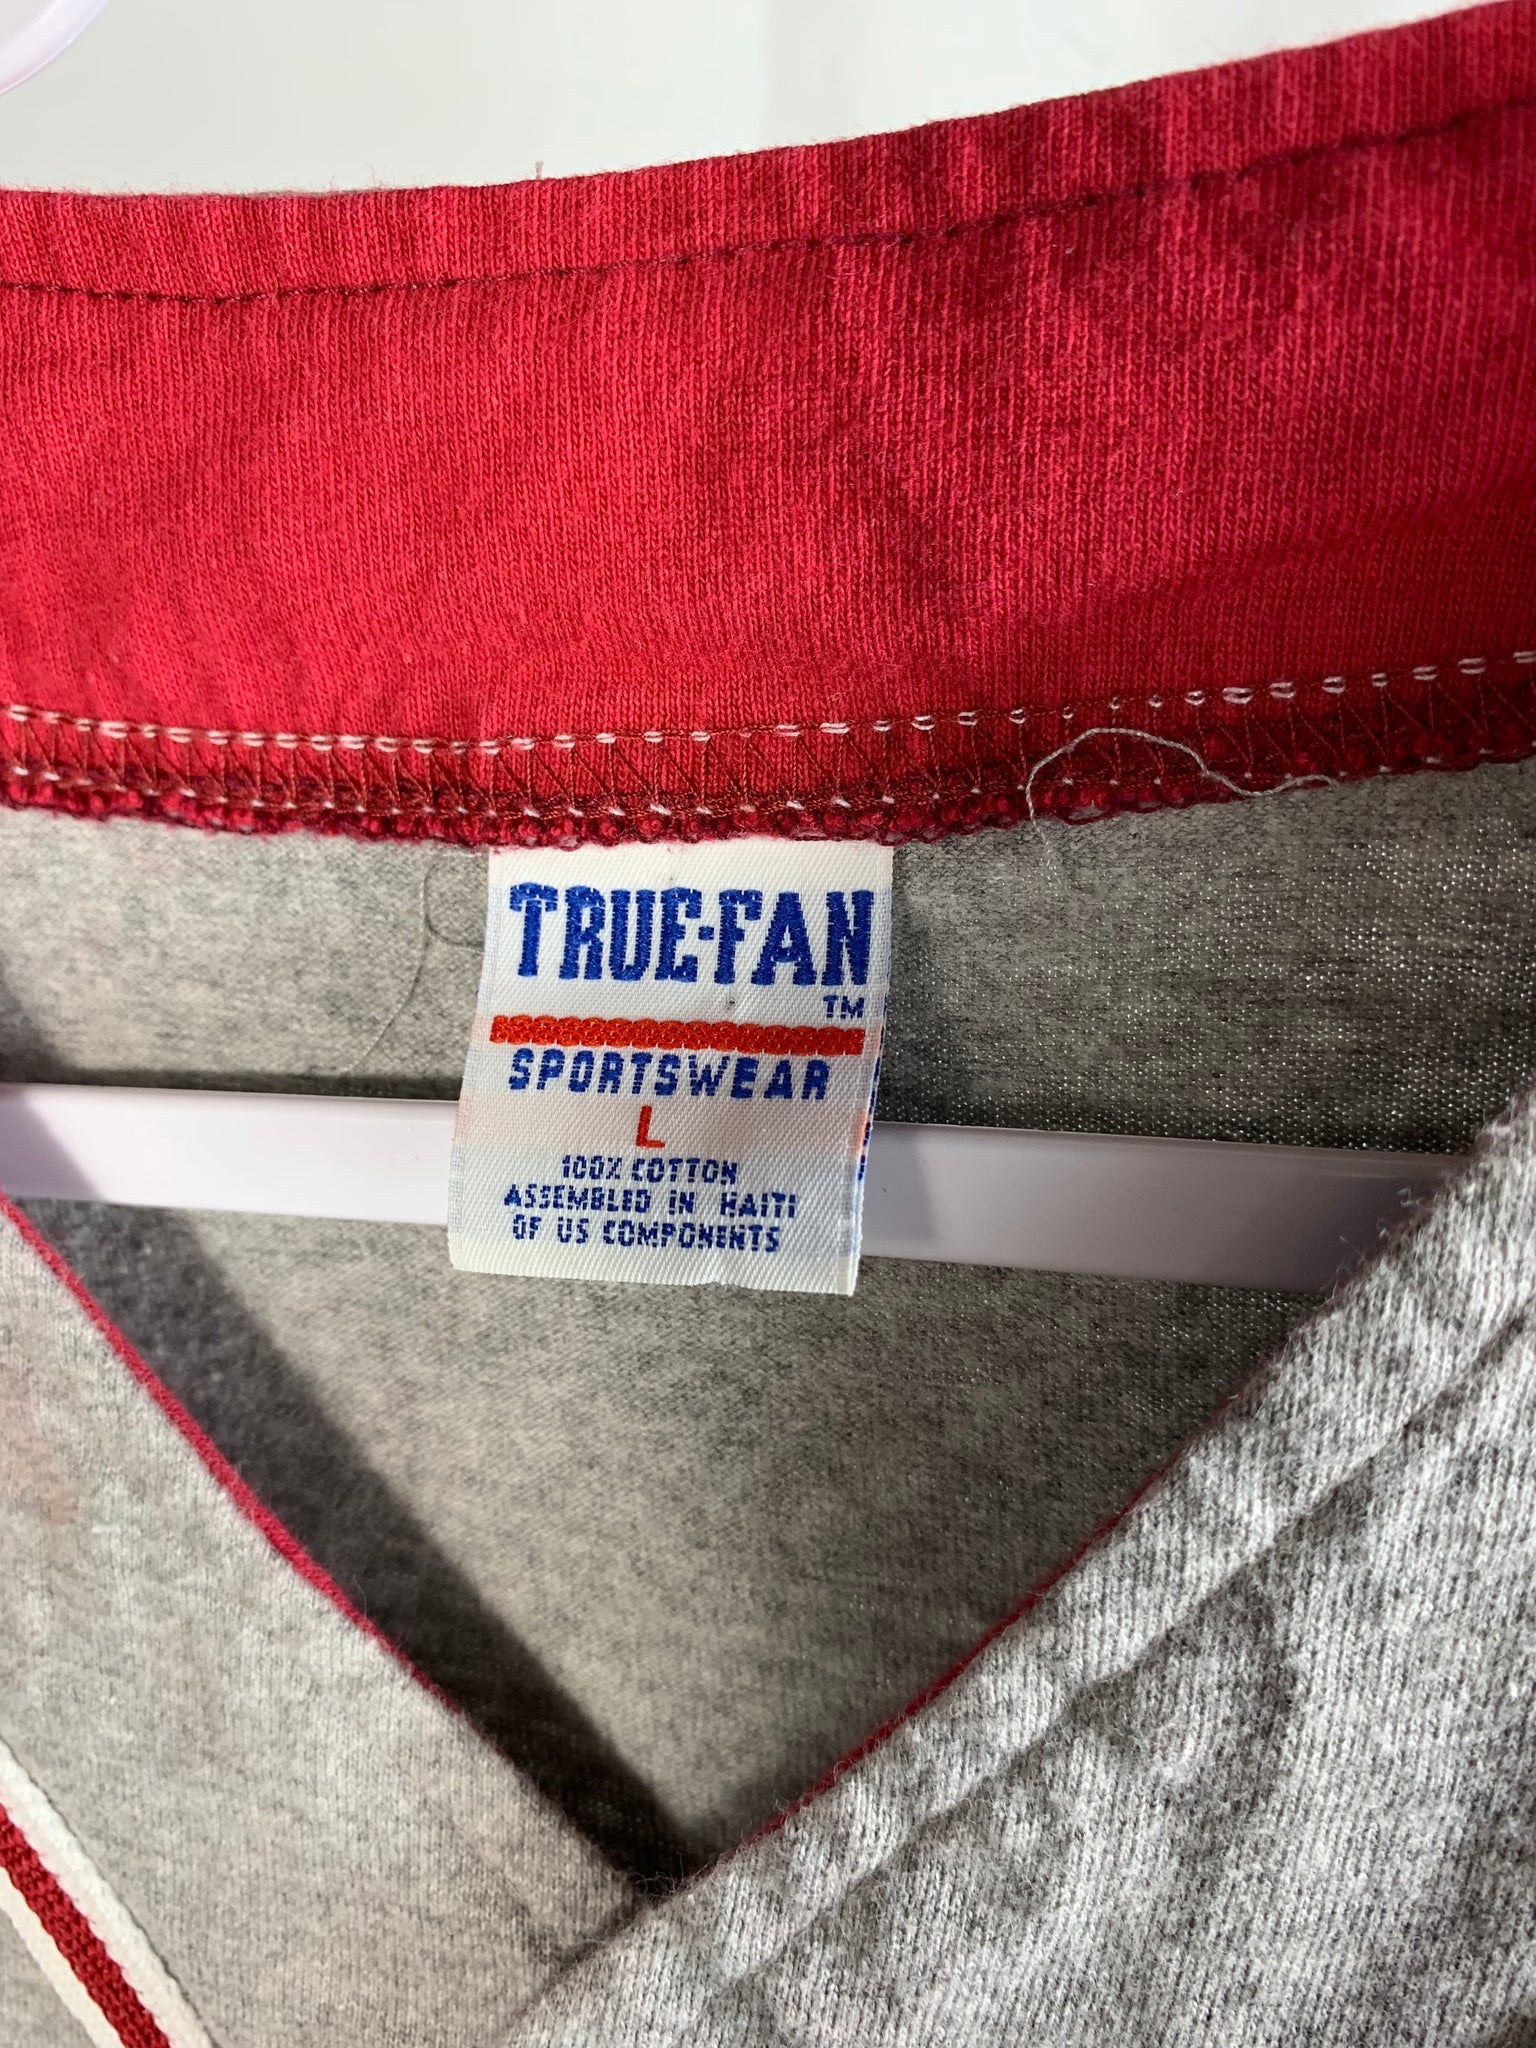 TRUE-FAN
TM
SPORTSWEAR
L
100% COTTON
ASSEMBLED IN HAITI
OF US COMPONENTS